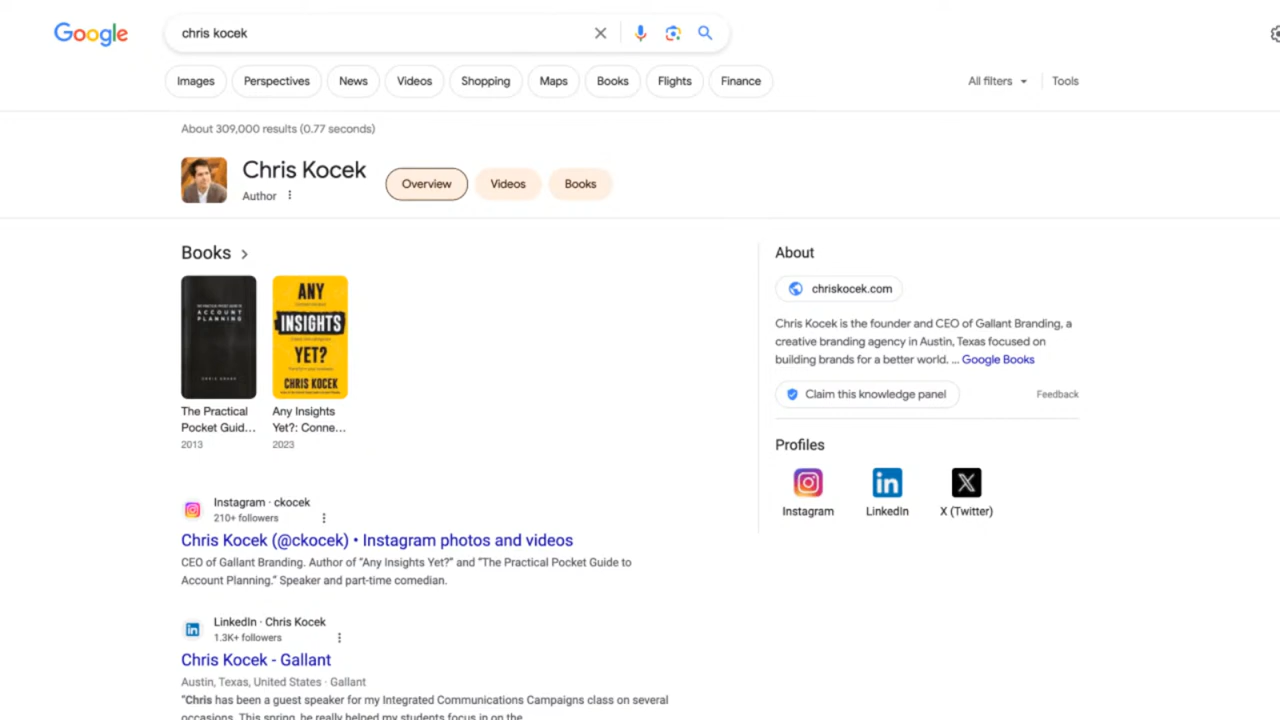 Google
chris kocek
Images
Perspectives
News
Videos
Shopping
Maps
Books
Flights
Finance
All filters
Tools
About 309,000 results (0.77 seconds)
Chris Kocek
Author
Overview
Videos
Books
Books
ACCOUNT
PLANNING
CHRIS KOCEK
The Practical
Pocket Guid...
2013
ANY
INSIGHTS
YET?
CHRIS KOCEK
Any Insights
Yet?: Conne...
2023
Instagram · ckocek
210+ followers
Chris Kocek (@ckocek) • Instagram photos and videos
CEO of Gallant Branding. Author of “Any Insights Yet?” and “The Practical Pocket Guide to
Account Planning.” Speaker and part-time comedian.
LinkedIn · Chris Kocek
1.3K+ followers
Chris Kocek - Gallant
Austin, Texas, United States · Gallant
“Chris has been a guest speaker for my Integrated Communications Campaigns class on several
occasions. This spring, he really helped my students focus in on the
About
chriskocek.com
Chris Kocek is the founder and CEO of Gallant Branding, a
creative branding agency in Austin, Texas focused on
building brands for a better world. ... Google Books
Claim this knowledge panel
Feedback
Profiles
Instagram
LinkedIn
X (Twitter)